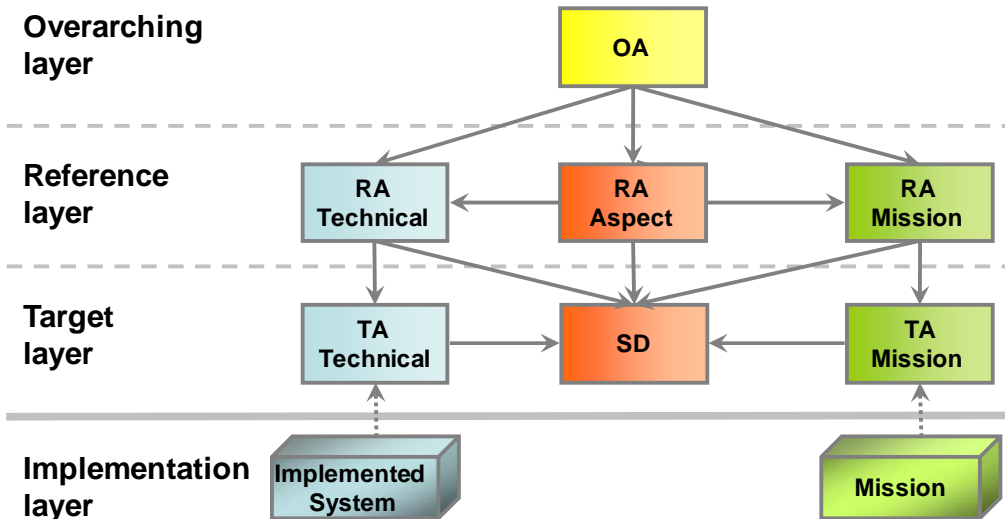 Overarching
layer
OA
Reference
layer
RA
Technical
RA
Aspect
RA
Mission
Target
layer
TA
Technical
SD
TA
Mission
Implementation
layer
Implemented
System
Mission